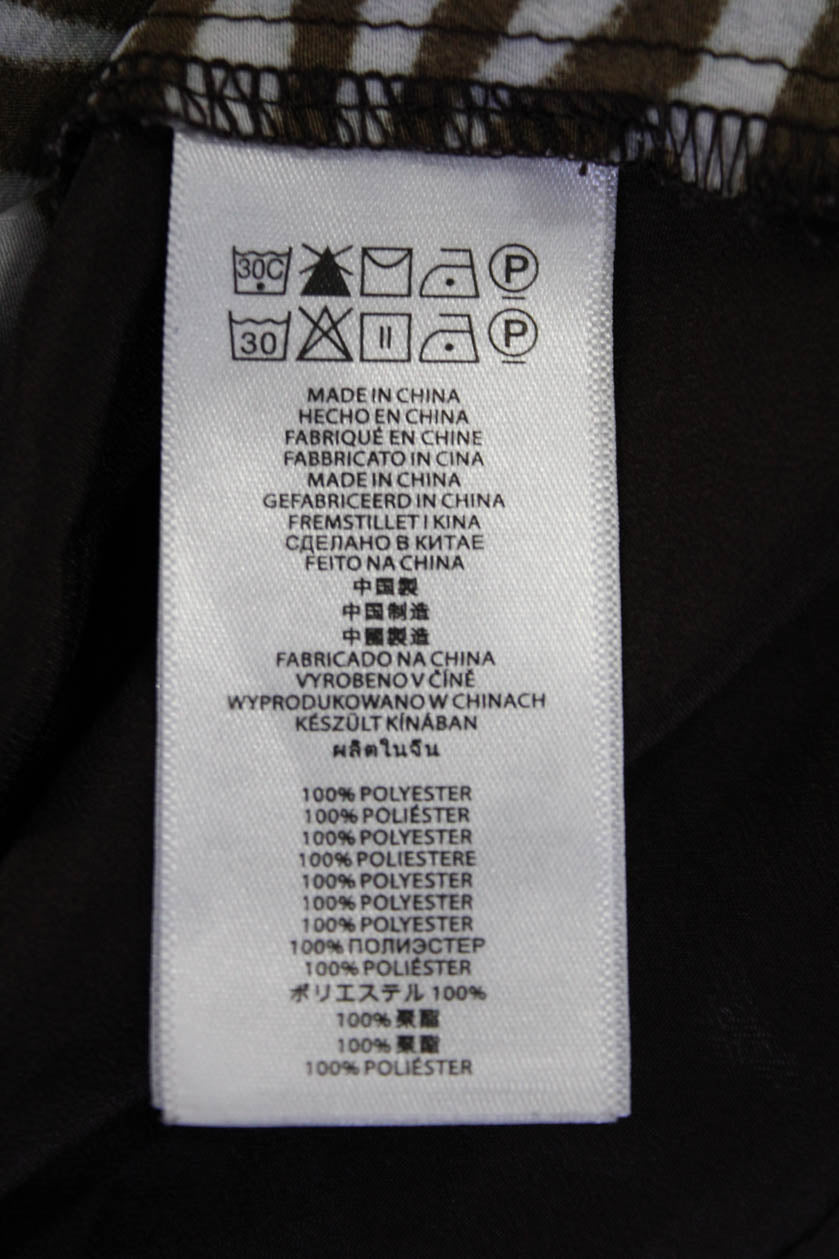 30C P
30 P
MADE IN CHINA
HECHO EN CHINA
FABRIQUÉ EN CHINE
FABBRICATO IN CINA
MADE IN CHINA
GEFABRICEERD IN CHINA
FREMSTILLET I KINA
СДЕЛАНО В КИТАЕ
FEITO NA CHINA
中国製
中国制造
中國製造
FABRICADO NA CHINA
VYROBENO V ČÍNĚ
WYPRODUKOWANO W CHINACH
KÉSZÜLT KÍNÁBAN
ผลิตในจีน
100% POLYESTER
100% POLIÉSTER
100% POLYESTER
100% POLIESTERE
100% POLYESTER
100% POLYESTER
100% POLYESTER
100% ПОЛИЭСТЕР
100% POLIÉSTER
ポリエステル 100%
100% 聚酯
100% 聚酯
100% POLIÉSTER